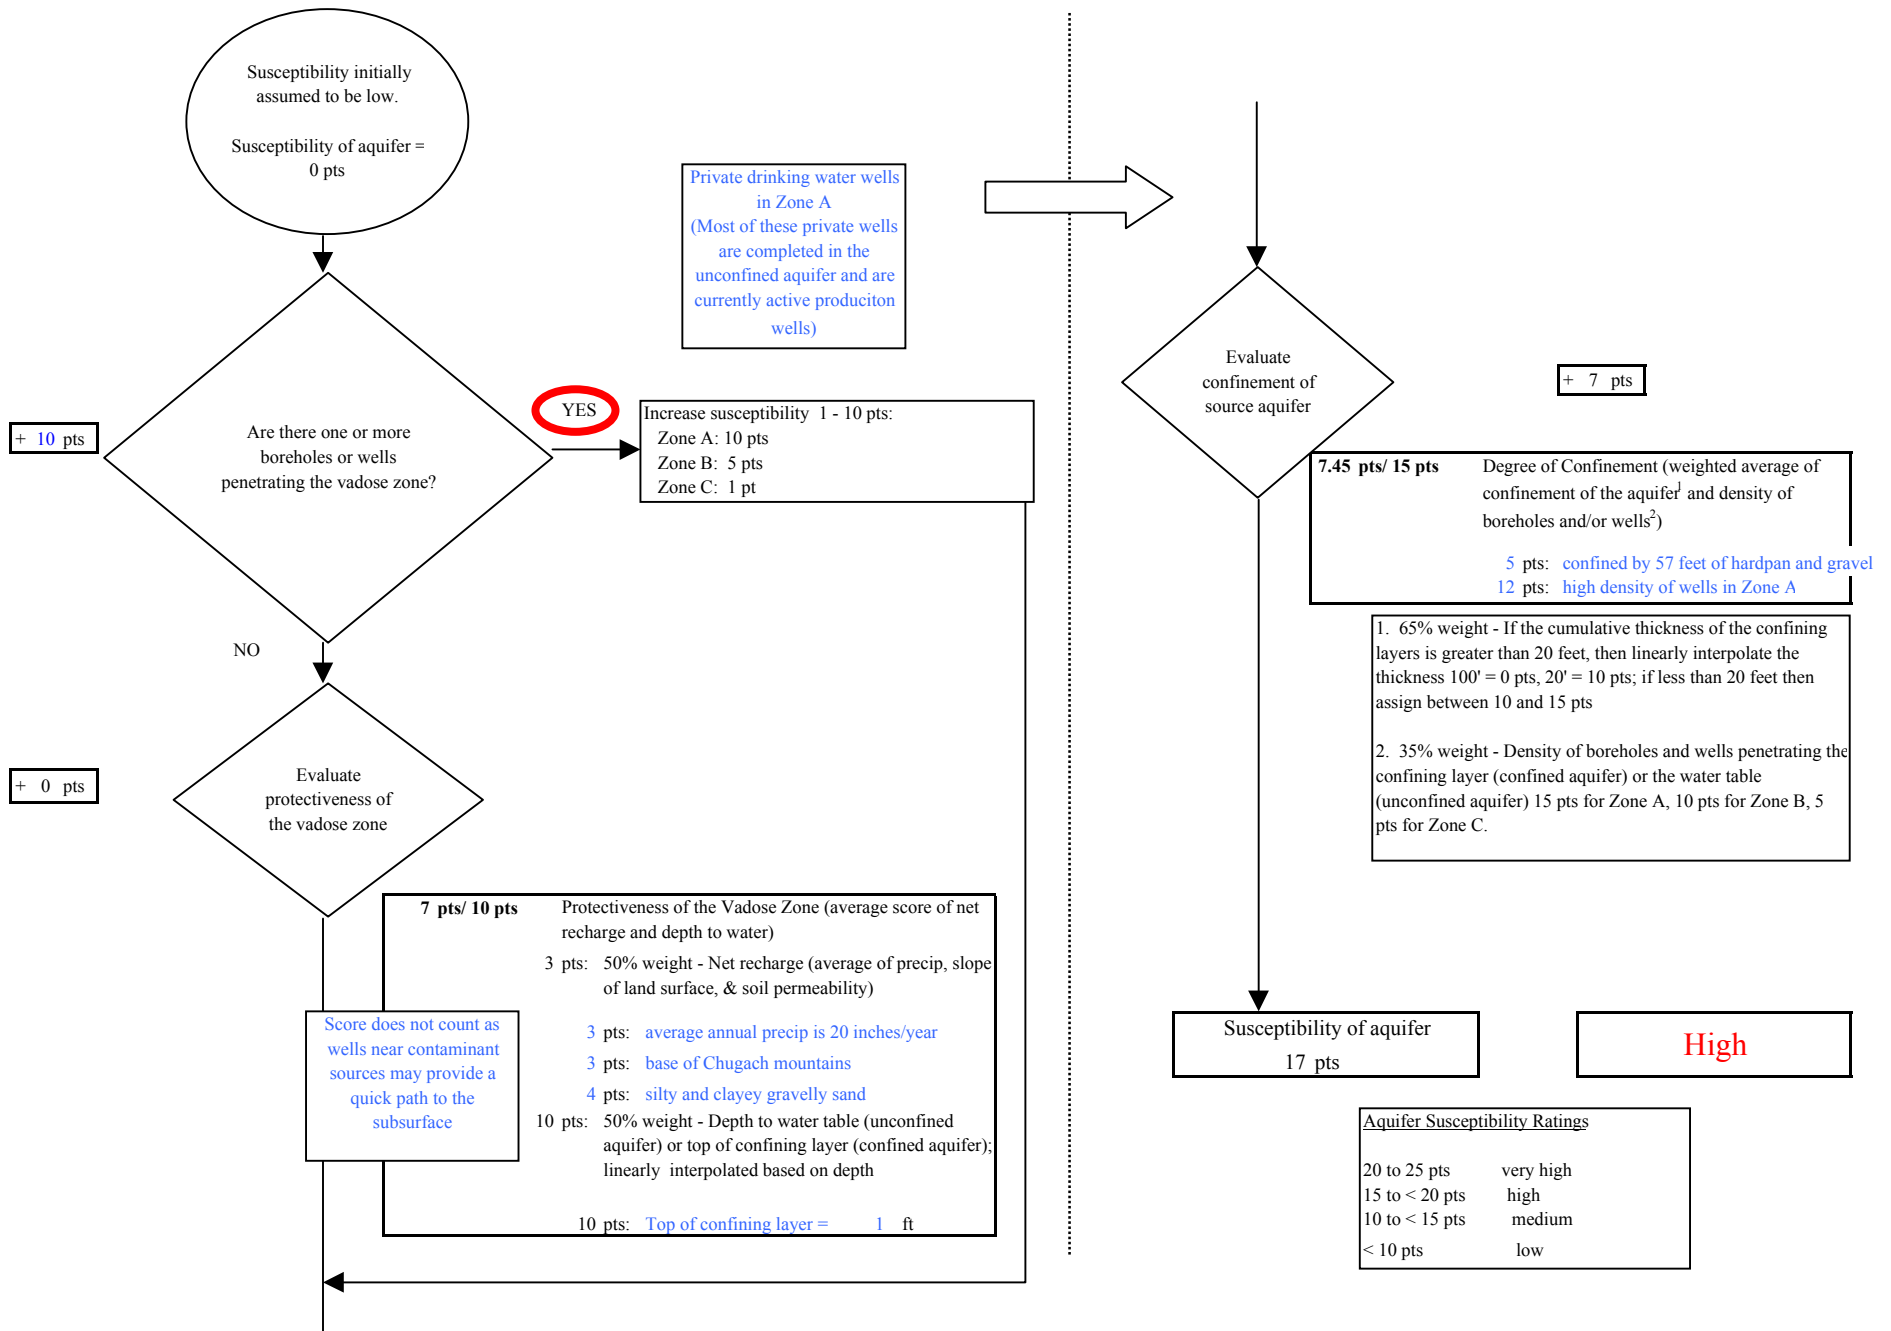 Susceptibility initially
assumed to be low.
Susceptibility of aquifer =
0 pts
Private drinking water wells
in Zone A
(Most of these private wells
are completed in the
unconfined aquifer and are
currently active produciton
wells)
YES
Increase susceptibility 1 - 10 pts:
Zone A: 10 pts
Zone B: 5 pts
Zone C: 1 pt
+ 10 pts
Are there one or more
boreholes or wells
penetrating the vadose zone?
NO
+ 0 pts
Evaluate
protectiveness of
the vadose zone
7 pts/ 10 pts Protectiveness of the Vadose Zone (average score of net
recharge and depth to water)
3 pts: 50% weight - Net recharge (average of precip, slope
of land surface, & soil permeability)
3 pts: average annual precip is 20 inches/year
3 pts: base of Chugach mountains
4 pts: silty and clayey gravelly sand
10 pts: 50% weight - Depth to water table (unconfined
aquifer) or top of confining layer (confined aquifer);
linearly interpolated based on depth
10 pts: Top of confining layer = 1 ft
Score does not count as
wells near contaminant
sources may provide a
quick path to the
subsurface
Evaluate
confinement of
source aquifer
+ 7 pts
7.45 pts/ 15 pts Degree of Confinement (weighted average of
confinement of the aquifer1 and density of
boreholes and/or wells2)
5 pts: confined by 57 feet of hardpan and gravel
12 pts: high density of wells in Zone A
1. 65% weight - If the cumulative thickness of the confining
layers is greater than 20 feet, then linearly interpolate the
thickness 100' = 0 pts, 20' = 10 pts; if less than 20 feet then
assign between 10 and 15 pts
2. 35% weight - Density of boreholes and wells penetrating the
confining layer (confined aquifer) or the water table
(unconfined aquifer) 15 pts for Zone A, 10 pts for Zone B, 5
pts for Zone C.
Susceptibility of aquifer
17 pts
High
Aquifer Susceptibility Ratings
20 to 25 pts very high
15 to < 20 pts high
10 to < 15 pts medium
< 10 pts low